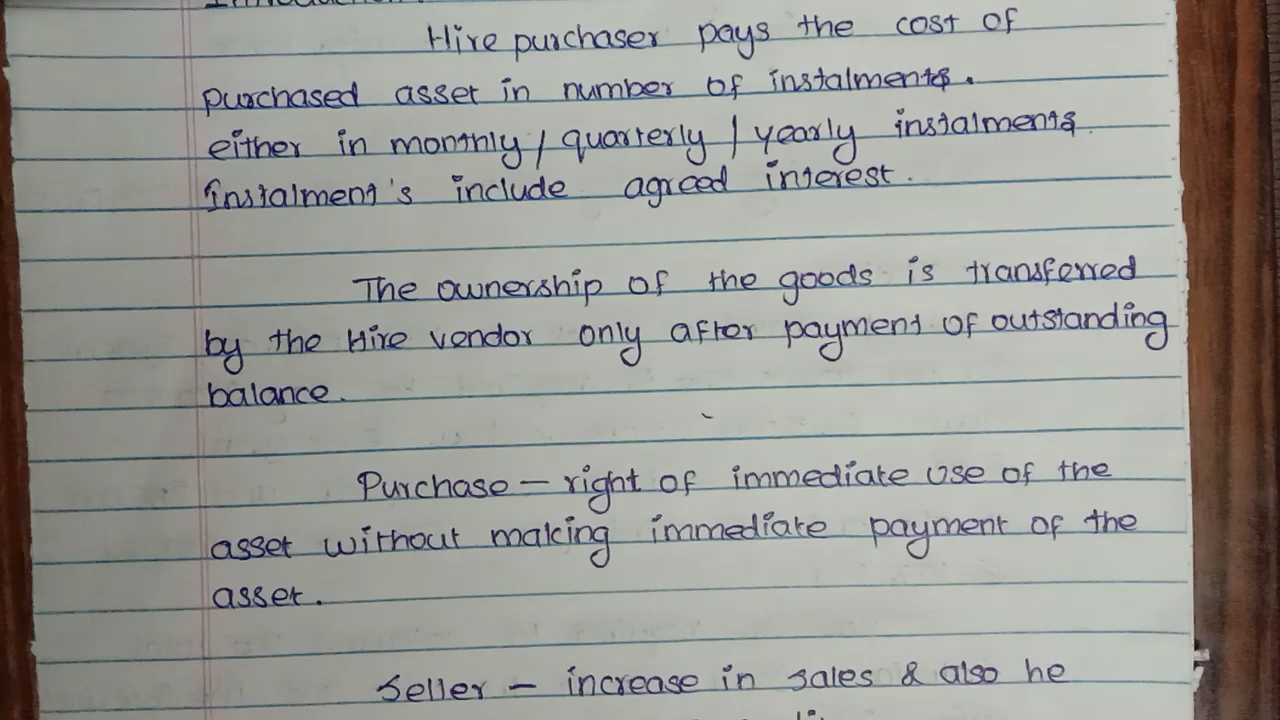 Hire purchaser pays the cost of
purchased asset in number of instalments.
either in monthly / quarterly / yearly instalments
Instalment's include agreed interest.
The ownership of the goods is transferred
by the Hire vendor only after payment of outstanding
balance.
Purchase - right of immediate use of the
asset without making immediate payment of the
asset.
Seller - increase in sales & also he